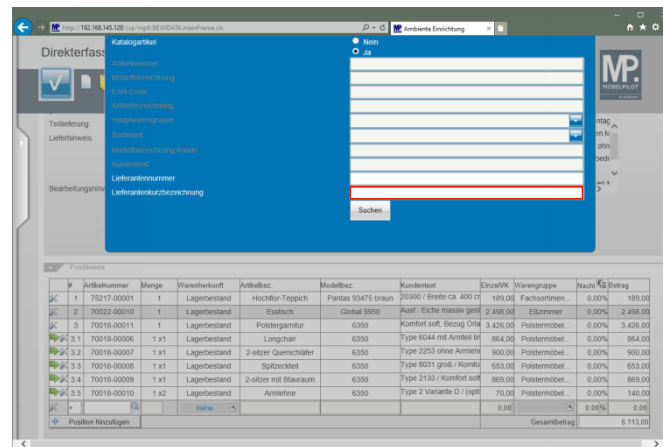 http://192.168.145.128/csp/mp6/BEWIDATA.mainFrame.cls
Ambiente Einrichtung
Direkterfass
Katalogartikel
Nein
Ja
Artikelnummer
Modellbezeichnung
EAN-Code
Artikelbezeichnung
Hauptwarengruppe
Sortiment
Modellbezeichnung Kunde
Kundentext
Lieferantennummer
Lieferantenkurzbezeichnung
Suchen
MP.
MÖBELPILOT
Teillieferung:
Lieferhinweis:
Bearbeitungshinw
Positionen
# Artikelnummer Menge Warenherkunft Artikelbez. Modellbez. Kundentext EinzelVK Warengruppe Nachl Betrag
1 75217-00001 1 Lagerbestand Hochflor-Teppich Pantas 93475 braun 20300 / Breite ca. 400 cr 189,00 Fachsortimen... 0,00% 189,00
2 70022-00010 1 Lagerbestand Esstisch Global 5950 Ausf.: Eiche massiv geöl 2.498,00 Eßzimmer 0,00% 2.498,00
3 70018-00011 1 Lagerbestand Polstergarnitur 6350 Komfort soft, Bezug Orla 3.426,00 Polstermöbel... 0,00% 3.426,00
3.1 70018-00006 1 x1 Lagerbestand Longchair 6350 Type 6044 mit Armteil lin 864,00 Polstermöbel... 0,00% 864,00
3.2 70018-00007 1 x1 Lagerbestand 2-sitzer Querschläfer 6350 Type 2253 ohne Armlehn 900,00 Polstermöbel... 0,00% 900,00
3.3 70018-00008 1 x1 Lagerbestand Spitzeckteil 6350 Type 8031 groß / Komfo 653,00 Polstermöbel... 0,00% 653,00
3.4 70018-00009 1 x1 Lagerbestand 2-sitzer mit Stauraum 6350 Type 2133 / Komfort soft 869,00 Polstermöbel... 0,00% 869,00
3.5 70018-00010 1 x2 Lagerbestand Armlehne 6350 Type 2 Variante D / (opti 70,00 Polstermöbel... 0,00% 140,00
+ keine 0,00 0,00% 0,00
Position hinzufügen Gesamtbetrag: 6.113,00